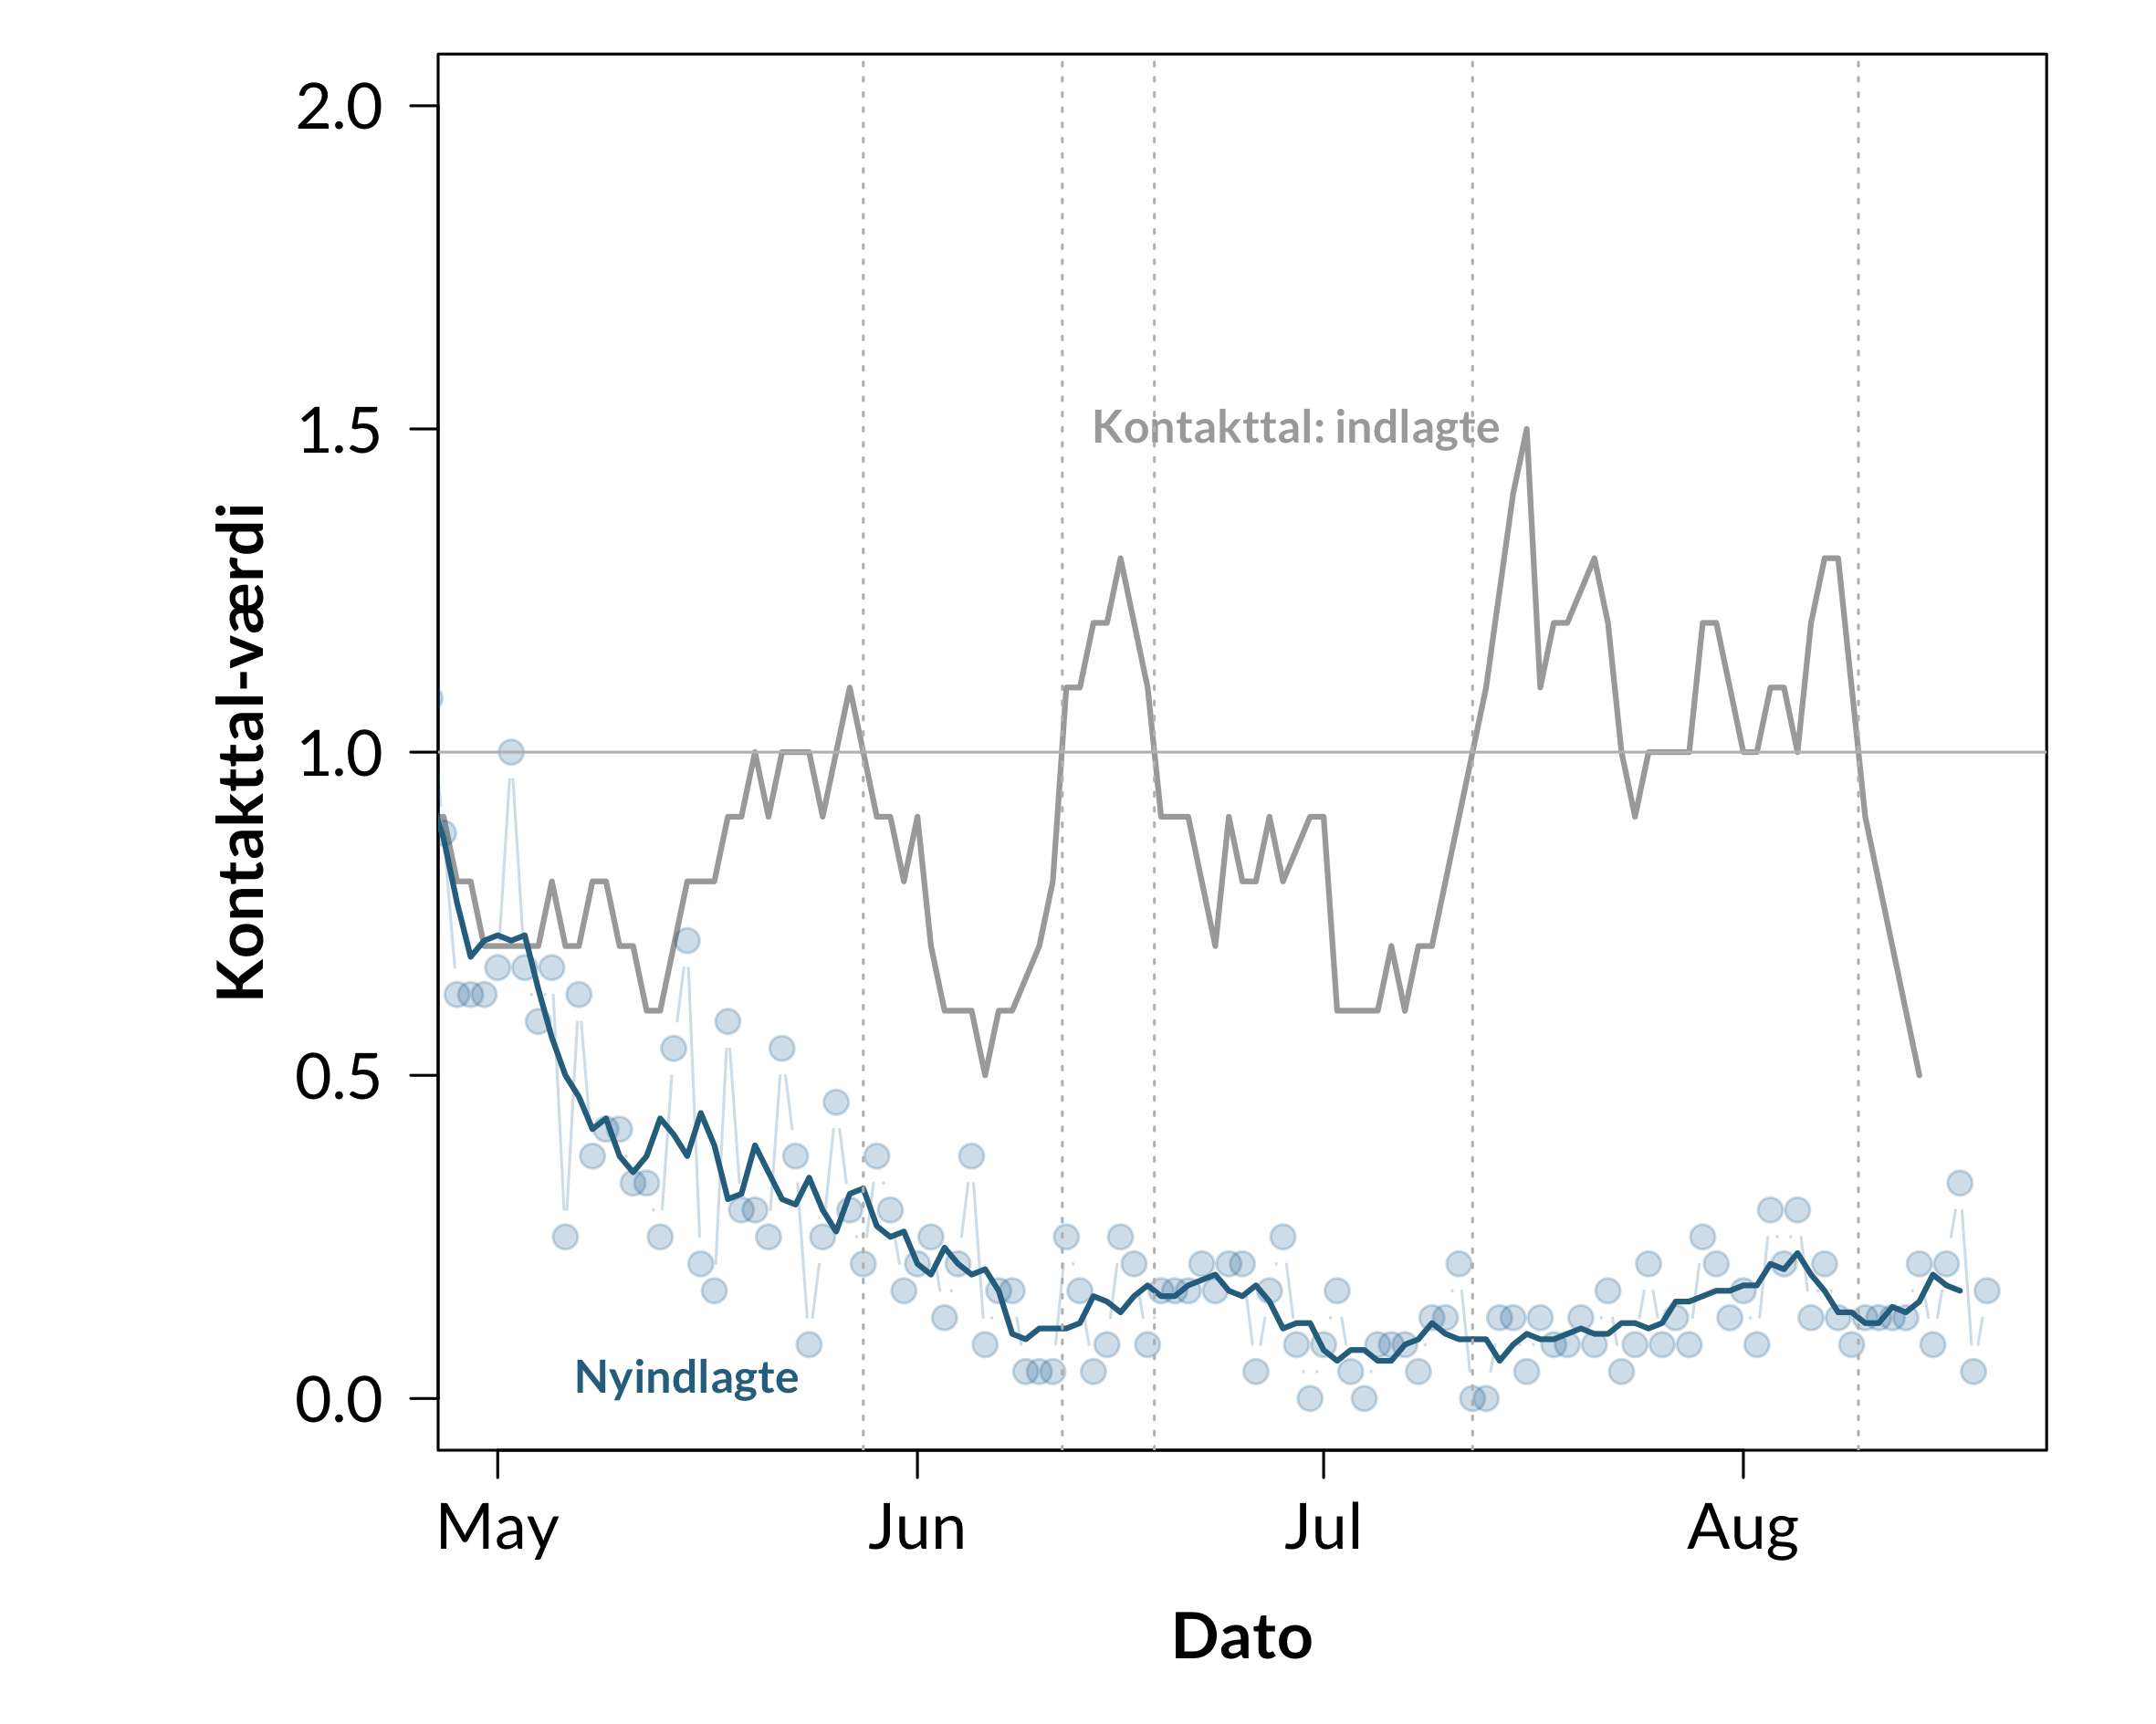 2.0
1.5
1.0
0.5
0.0
Kontakttal-værdi
Kontakttal: indlagte
Nyindlagte
May
Jun
Jul
Aug
Dato